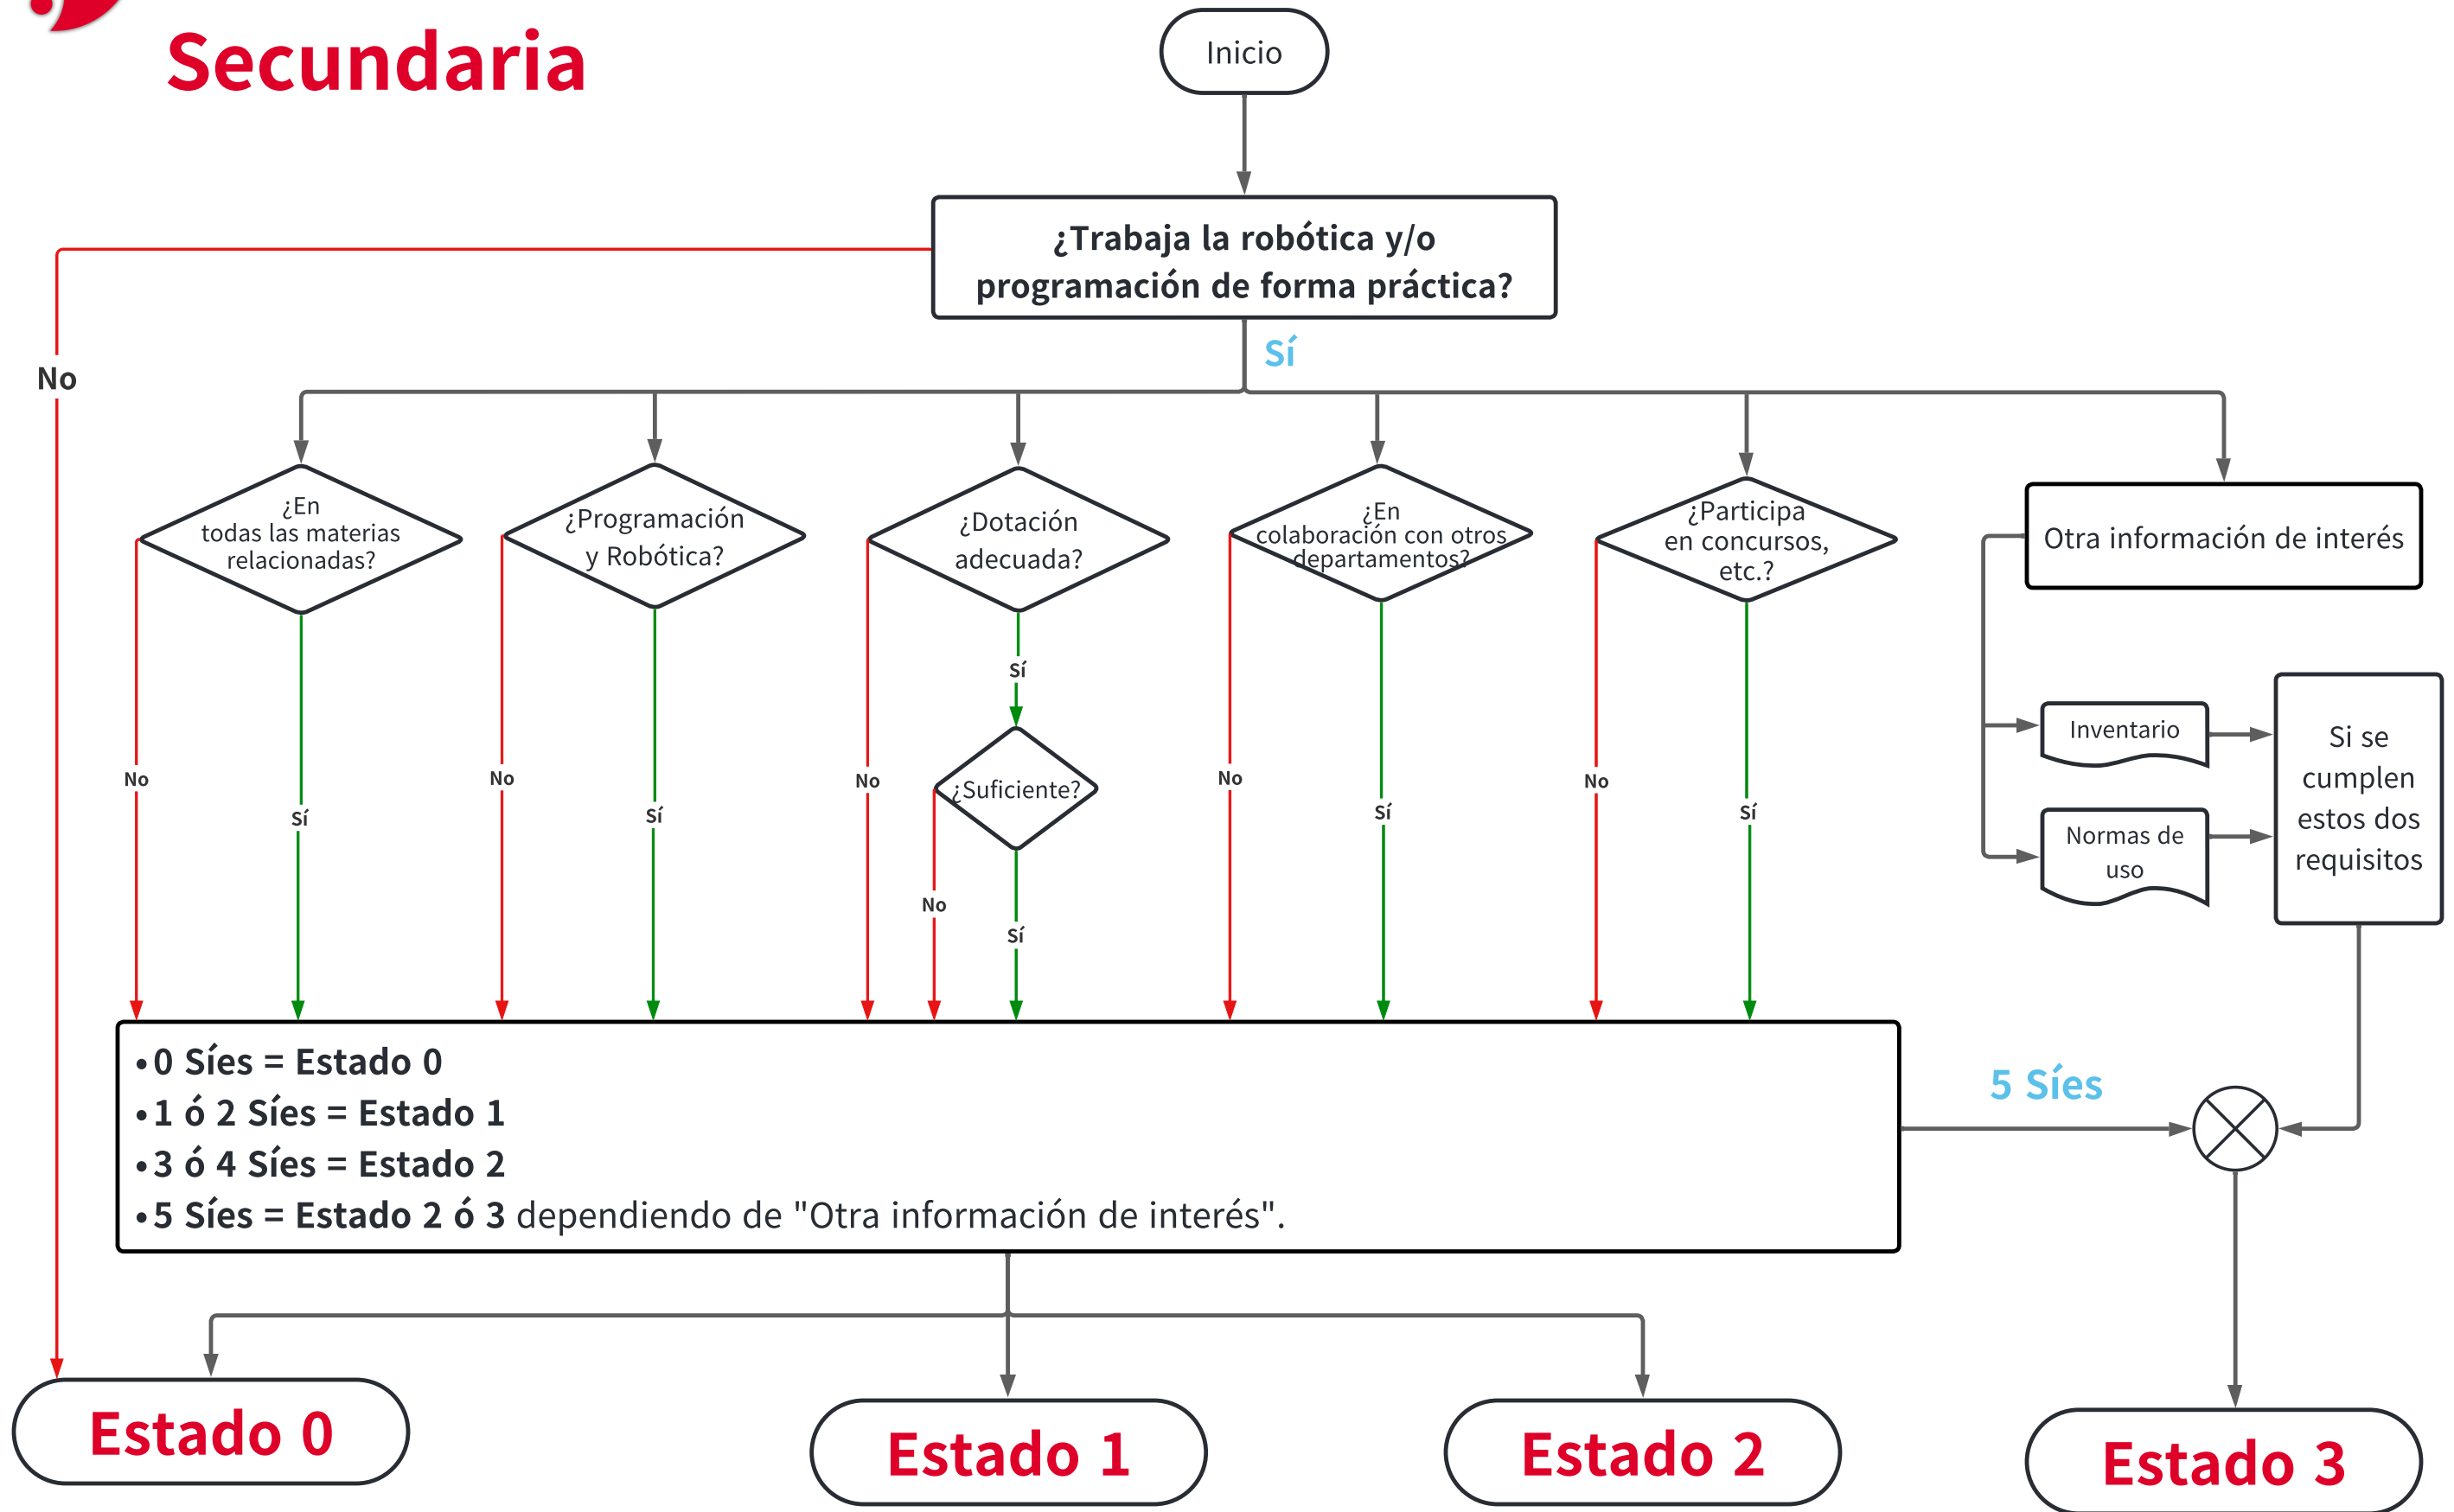 Secundaria
Inicio
¿Trabaja la robótica y/o
programación de forma práctica?
Sí
No
¿En
todas las materias
relacionadas?
¿Programación
y Robótica?
¿Dotación
adecuada?
¿En
colaboración con otros
departamentos?
¿Participa
en concursos,
etc.?
Otra información de interés
Sí
¿Suficiente?
Inventario
Normas de
uso
Si se
cumplen
estos dos
requisitos
No
Sí
No
Sí
No
No
Sí
No
Sí
No
Sí
•0 Síes = Estado 0
•1 ó 2 Síes = Estado 1
•3 ó 4 Síes = Estado 2
•5 Síes = Estado 2 ó 3 dependiendo de "Otra información de interés".
5 Síes
Estado 0
Estado 1
Estado 2
Estado 3